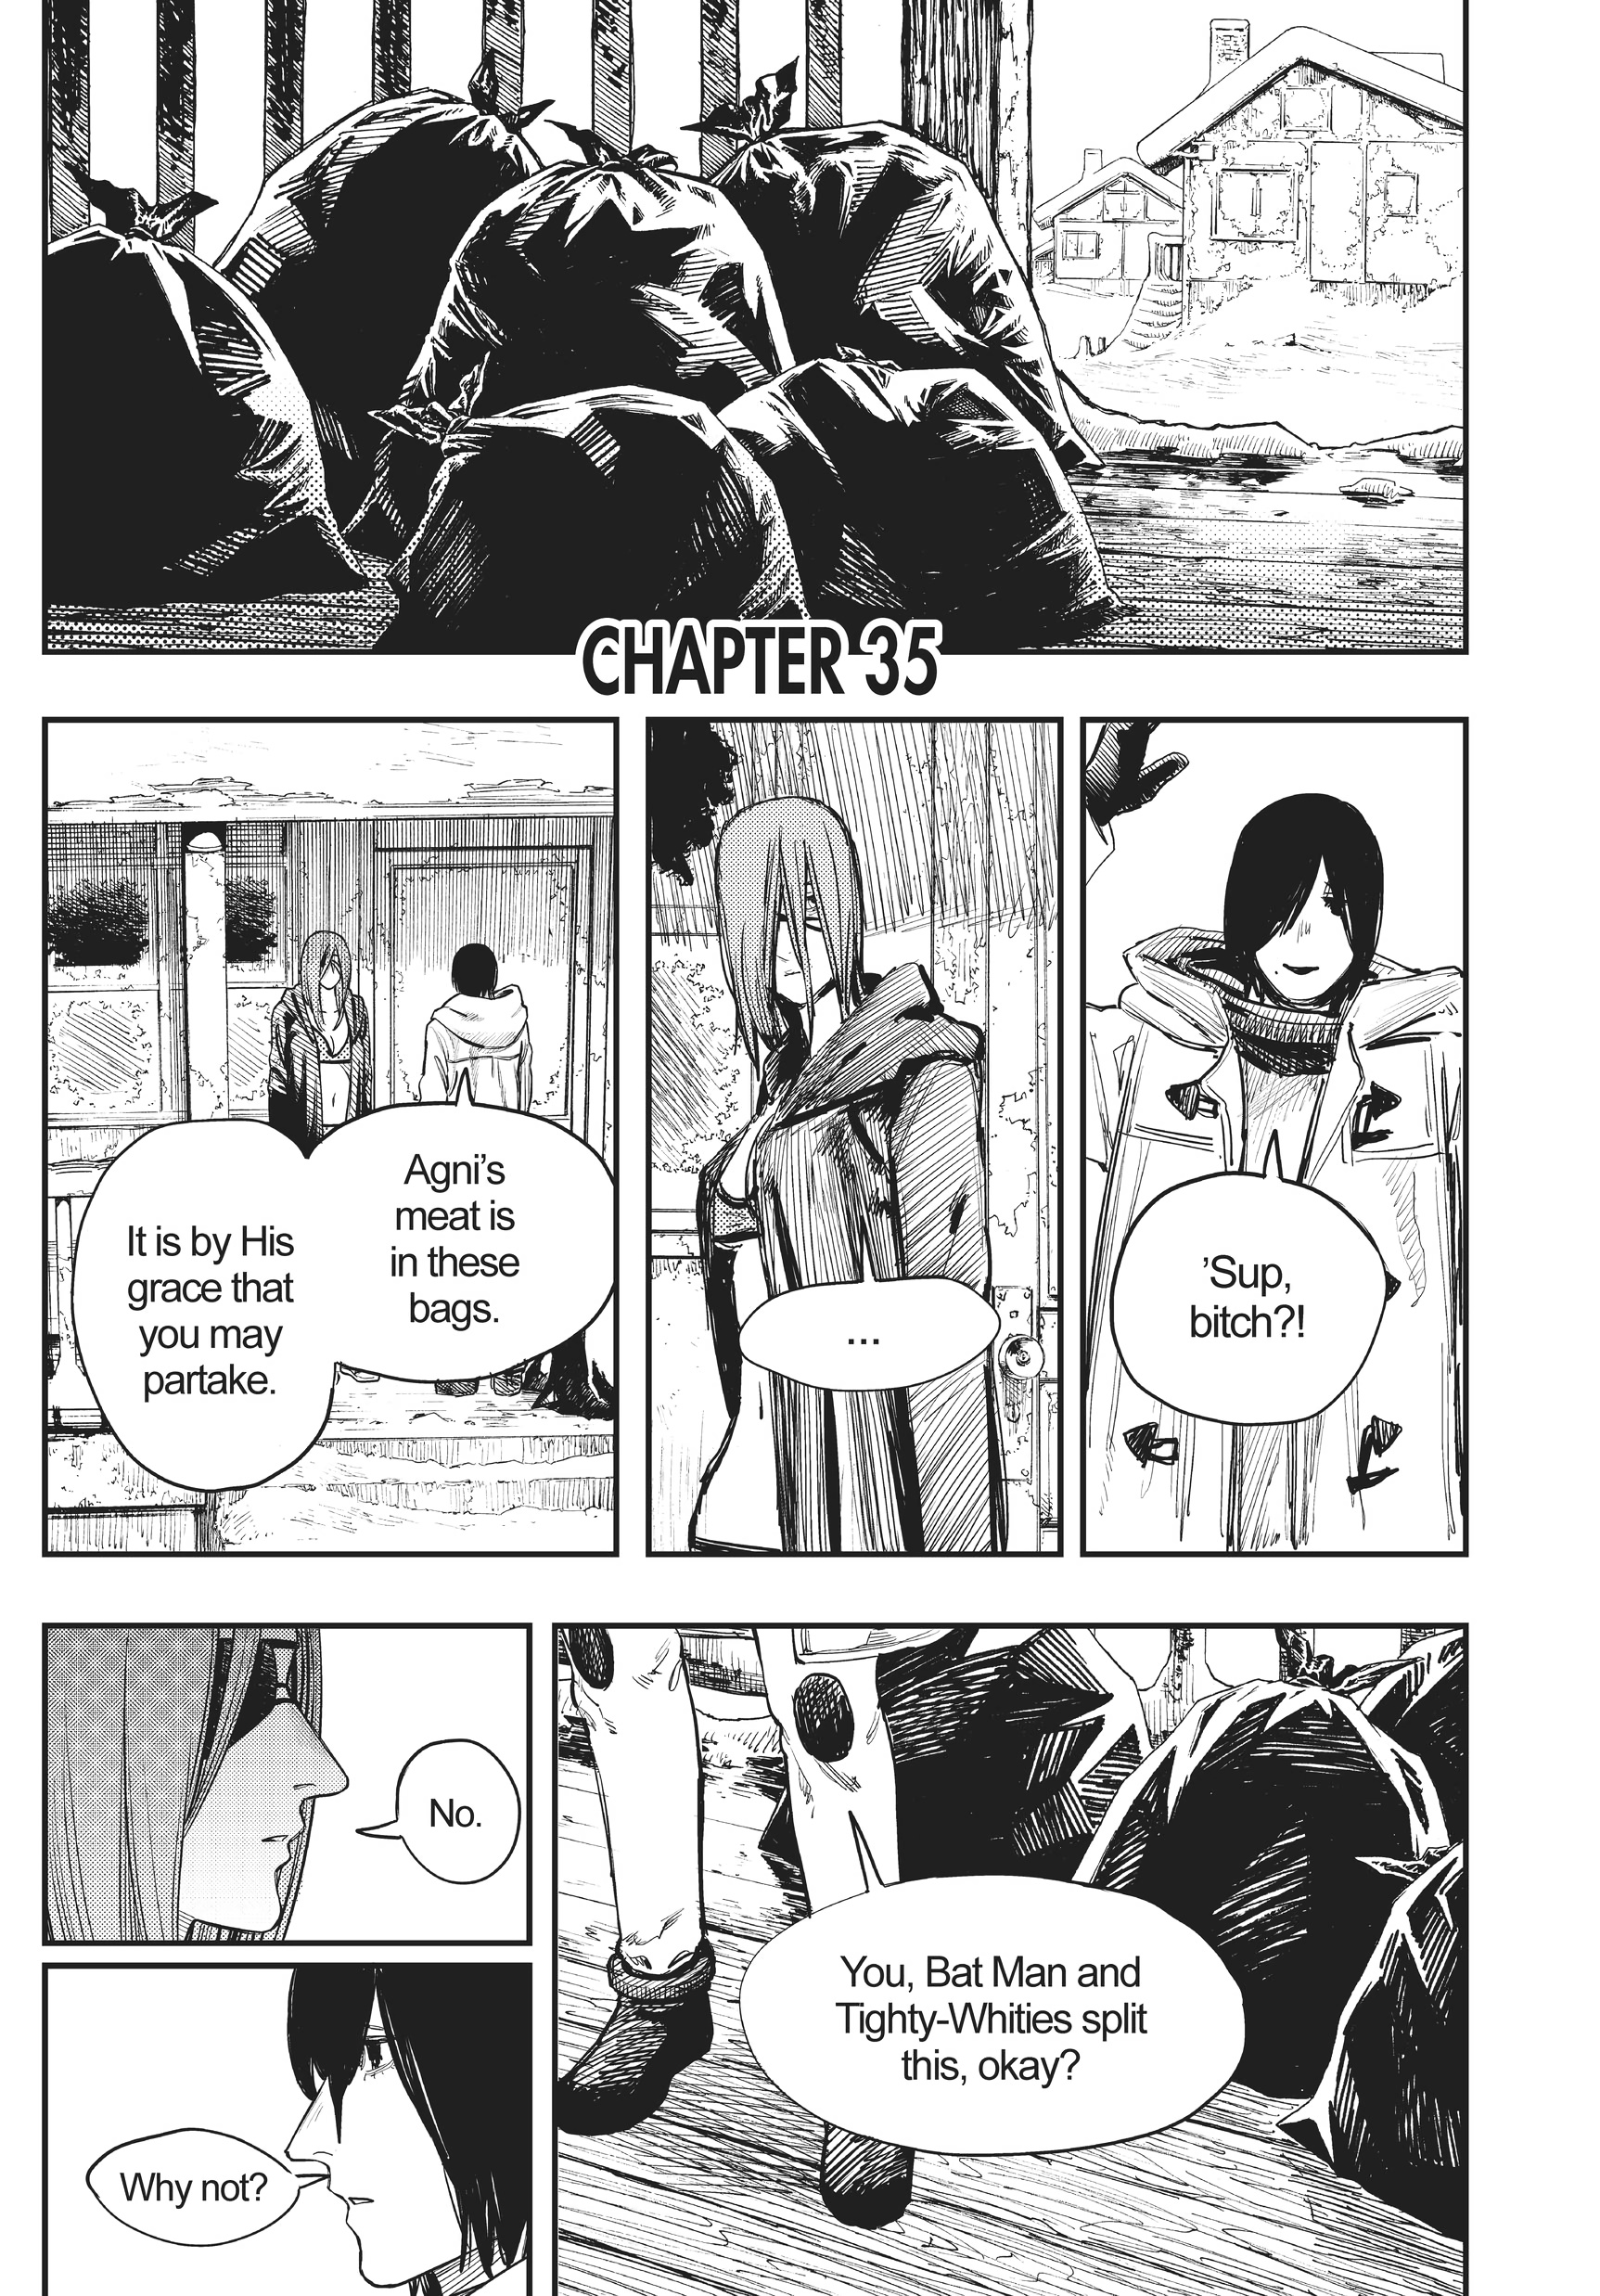 CHAPTER 35
’Sup,
bitch?!
...
Agni’s
meat is
in these
bags.
It is by His
grace that
you may
partake.
You, Bat Man and
Tighty-Whities split
this, okay?
No.
Why not?